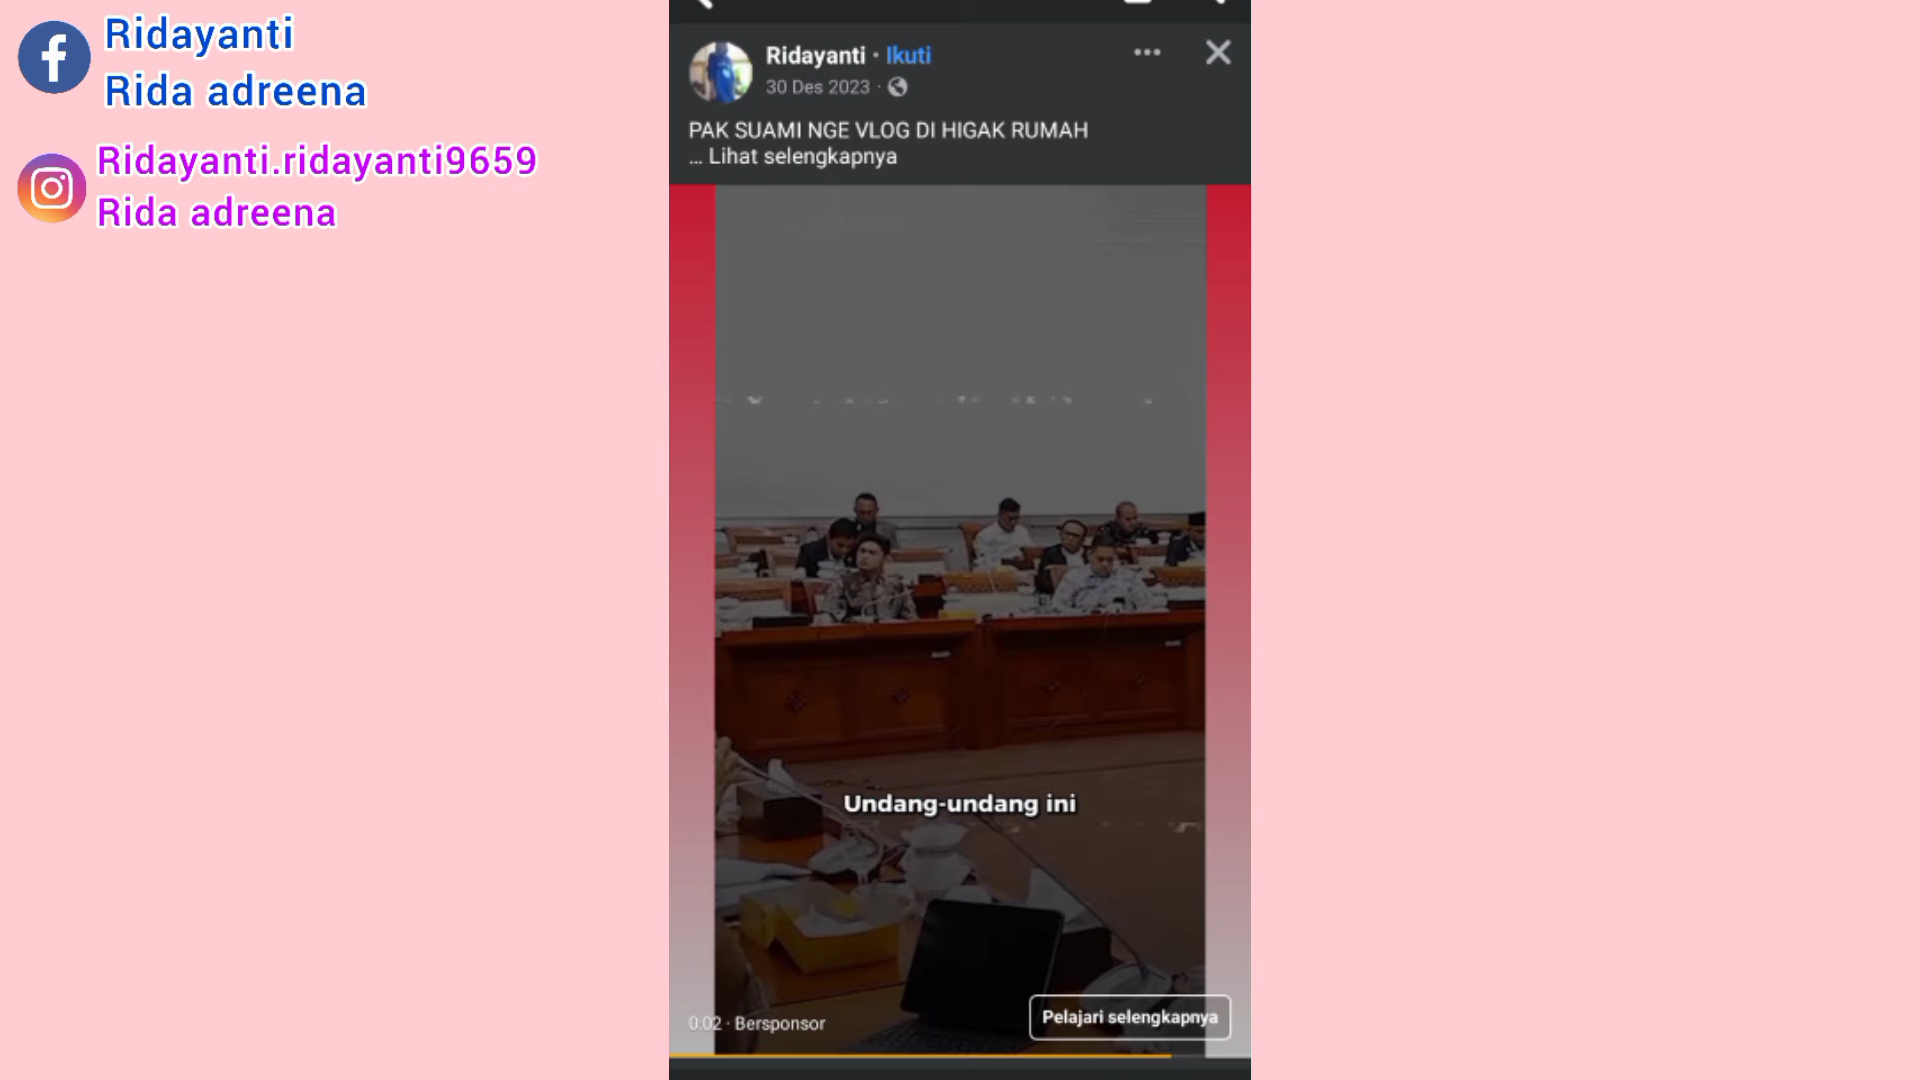 Ridayanti
Rida adreena
Ridayanti.ridayanti9659
Rida adreena
Ridayanti · Ikuti
30 Des 2023 ·
PAK SUAMI NGE VLOG DI HIGAK RUMAH
... Lihat selengkapnya
Undang-undang ini
0:02 · Bersponsor
Pelajari selengkapnya